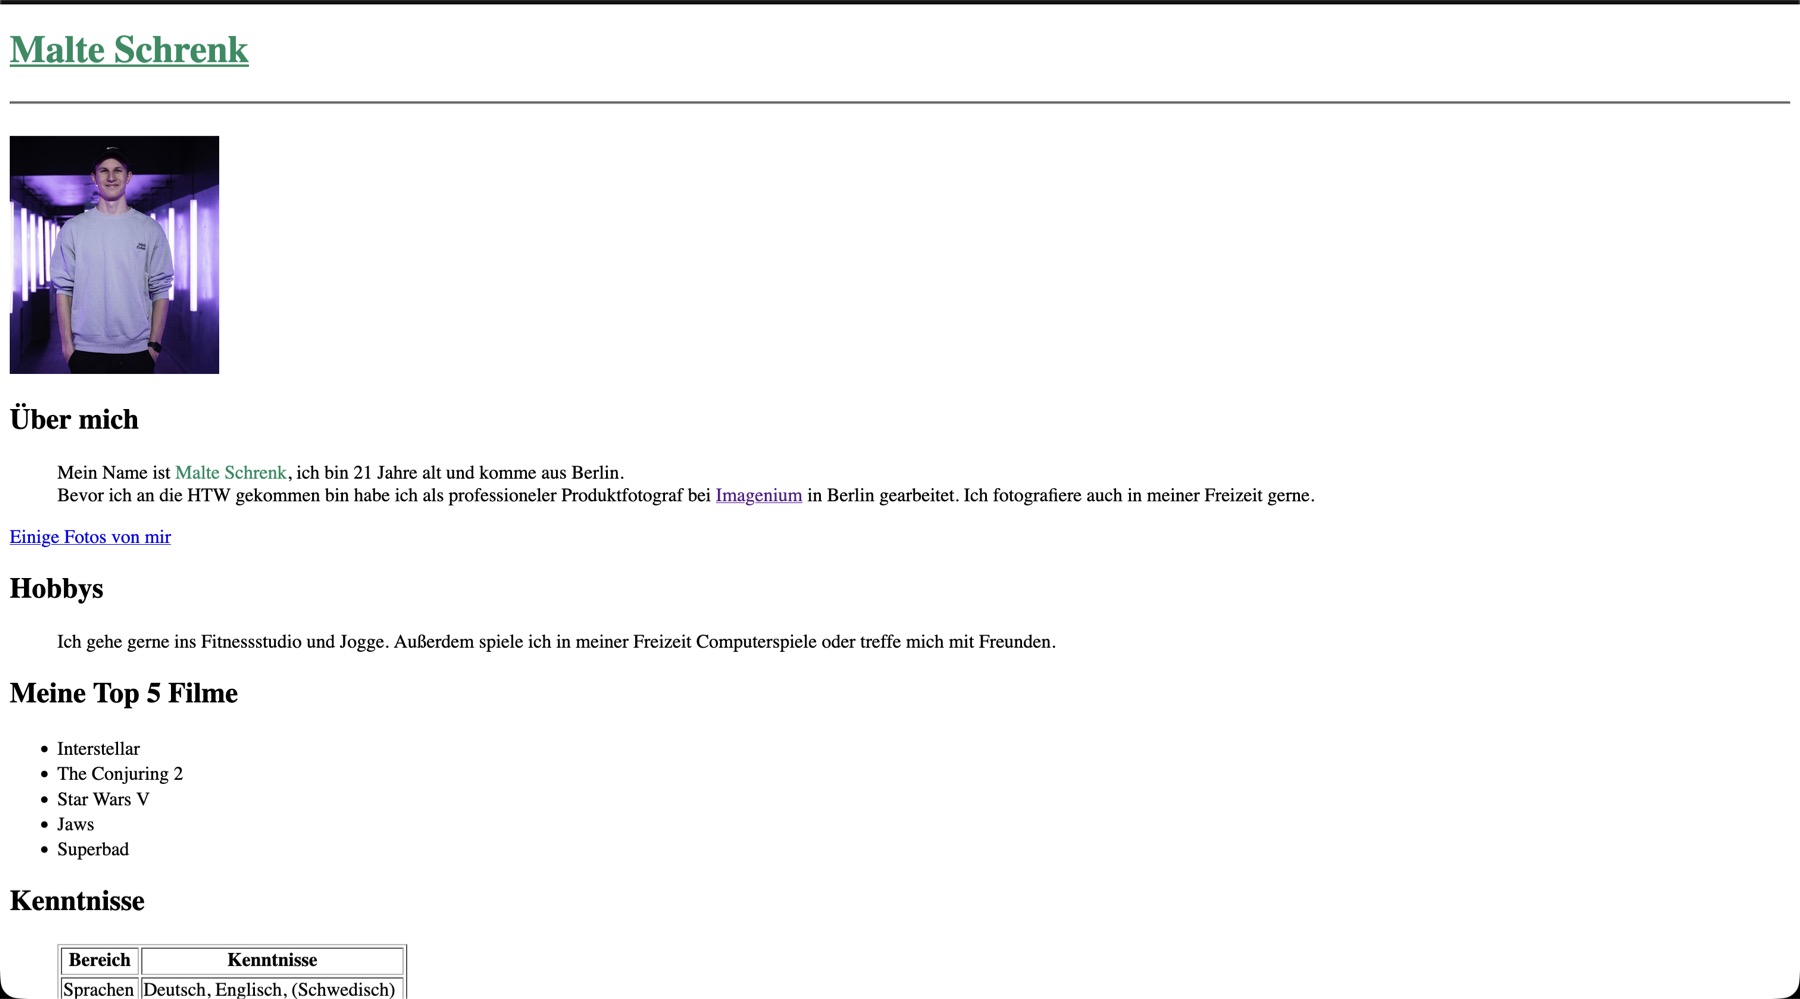 Malte Schrenk
Über mich
Mein Name ist Malte Schrenk, ich bin 21 Jahre alt und komme aus Berlin.
Bevor ich an die HTW gekommen bin habe ich als professioneler Produktfotograf bei Imagenium in Berlin gearbeitet. Ich fotografiere auch in meiner Freizeit gerne.
Einige Fotos von mir
Hobbys
Ich gehe gerne ins Fitnessstudio und Jogge. Außerdem spiele ich in meiner Freizeit Computerspiele oder treffe mich mit Freunden.
Meine Top 5 Filme
• Interstellar
• The Conjuring 2
• Star Wars V
• Jaws
• Superbad
Kenntnisse
Bereich Kenntnisse
Sprachen Deutsch, Englisch, (Schwedisch)